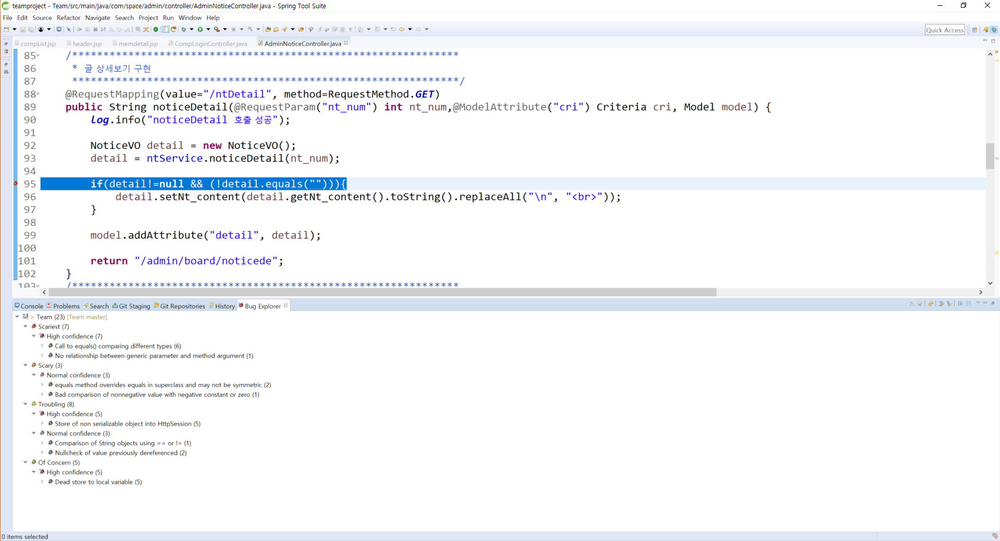 teamproject - Team/src/main/java/com/space/admin/controller/AdminNoticeController.java - Spring Tool Suite
File Edit Source Refactor Navigate Search Project Run Window Help
Quick Access
compList.jsp header.jsp memdetail.jsp CompLoginController.java AdminNoticeController.java
85 /**************************************************************
86 * 글 상세보기 구현
87 **************************************************************/
88 @RequestMapping(value="/ntDetail", method=RequestMethod.GET)
89 public String noticeDetail(@RequestParam("nt_num") int nt_num,@ModelAttribute("cri") Criteria cri, Model model) {
90 log.info("noticeDetail 호출 성공");
91
92 NoticeVO detail = new NoticeVO();
93 detail = ntService.noticeDetail(nt_num);
94
95 if(detail!=null && (!detail.equals(""))){
96 detail.setNt_content(detail.getNt_content().toString().replaceAll("\n", "<br>"));
97 }
98
99 model.addAttribute("detail", detail);
100
101 return "/admin/board/noticede";
102 }
103 /**************************************************************
Console Problems Search Git Staging Git Repositories History Bug Explorer
> Team (23) [Team master]
Scariest (7)
High confidence (7)
Call to equals() comparing different types (6)
No relationship between generic parameter and method argument (1)
Scary (3)
Normal confidence (3)
equals method overrides equals in superclass and may not be symmetric (2)
Bad comparison of nonnegative value with negative constant or zero (1)
Troubling (8)
High confidence (5)
Store of non serializable object into HttpSession (5)
Normal confidence (3)
Comparison of String objects using == or != (1)
Nullcheck of value previously dereferenced (2)
Of Concern (5)
High confidence (5)
Dead store to local variable (5)
0 items selected